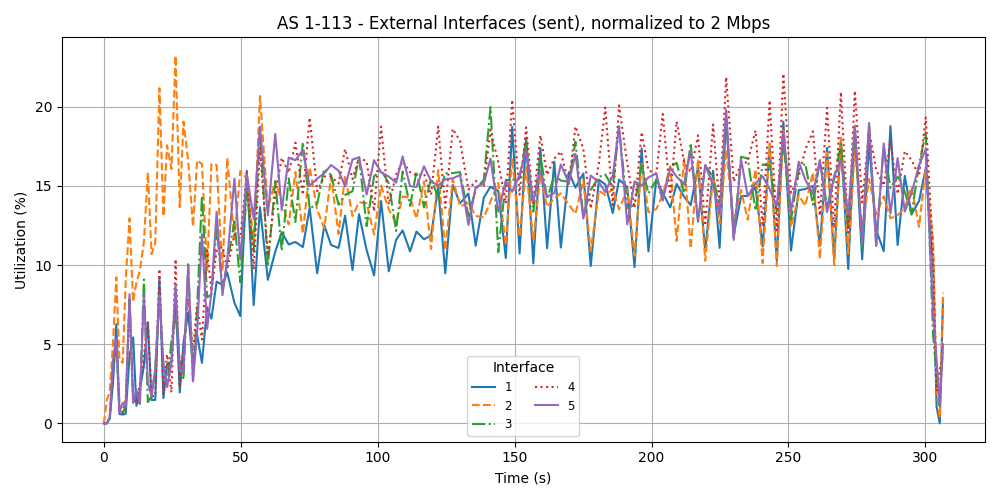 AS 1-113 - External Interfaces (sent), normalized to 2 Mbps
Utilization (%)
20
15
10
5
0
0 50 100 150 200 250 300
Time (s)
Interface
1 4
2 5
3